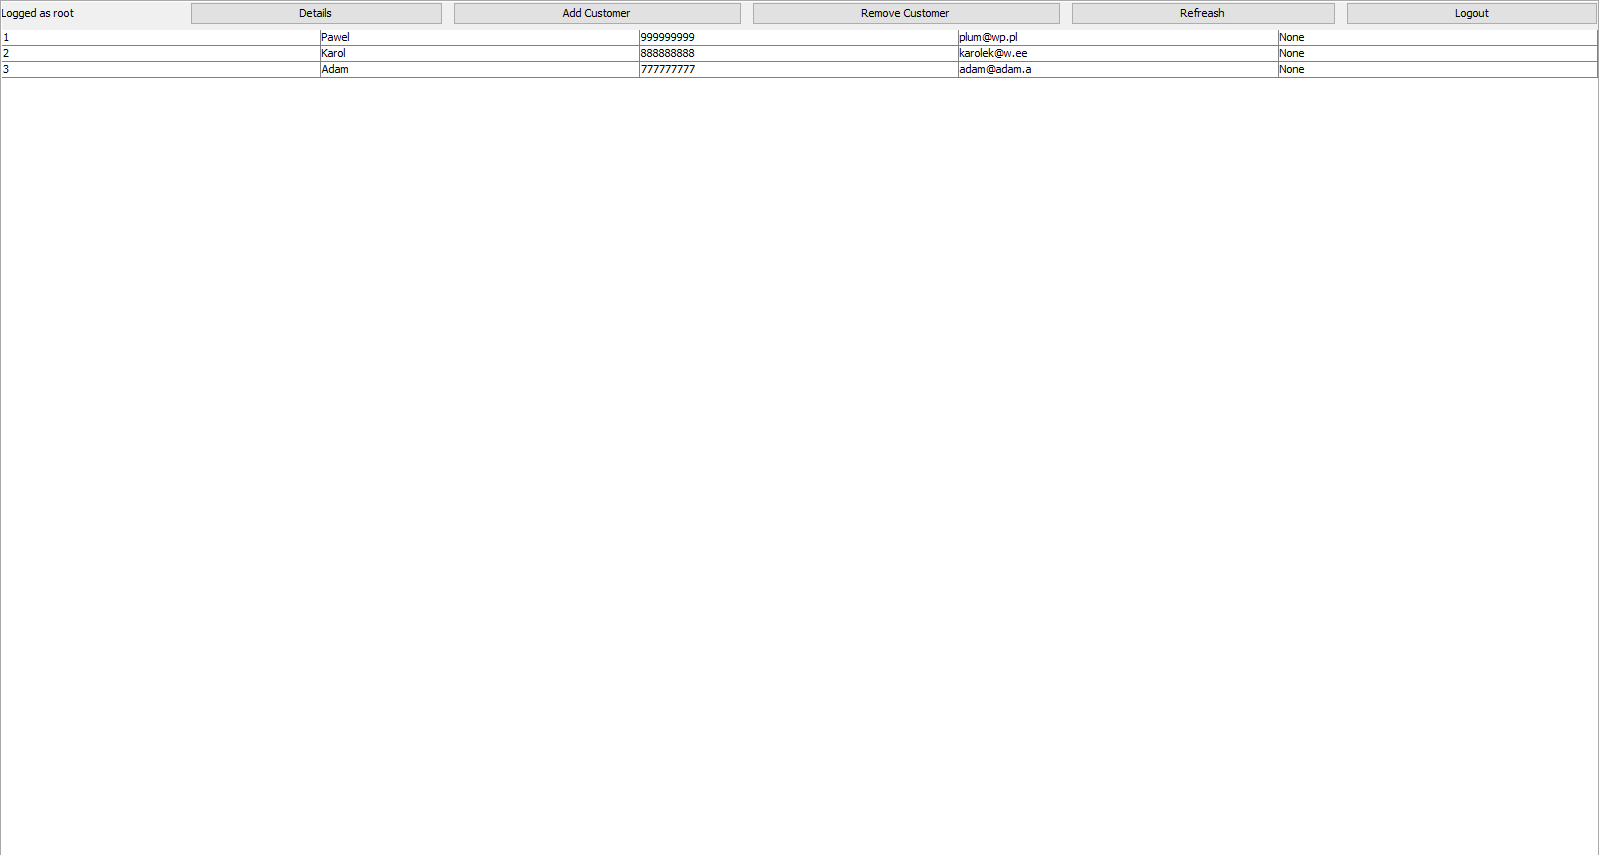 Logged as root Details Add Customer Remove Customer Refreash Logout
1 Pawel 999999999 plum@wp.pl None
2 Karol 888888888 karolek@w.ee None
3 Adam 777777777 adam@adam.a None